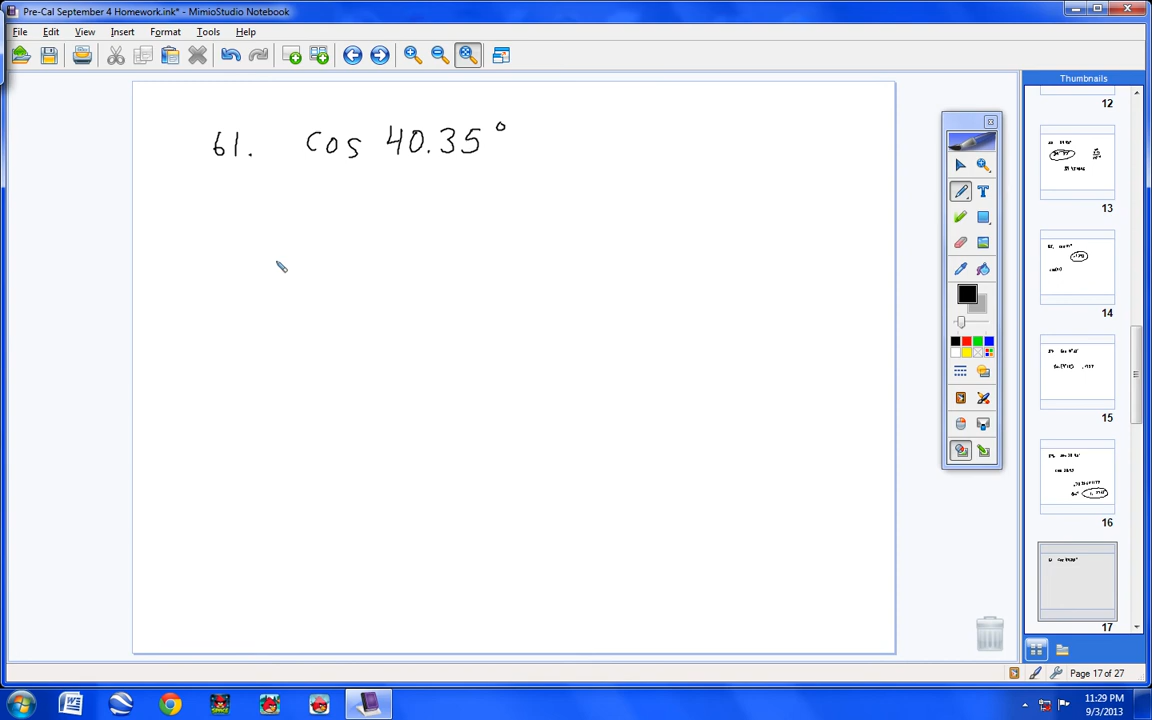 Pre-Cal September 4 Homework.ink* - MimioStudio Notebook
File Edit View Insert Format Tools Help
Thumbnails
61. cos 40.35°
12
13
14
15
16
17
Page 17 of 27
11:29 PM
9/3/2013